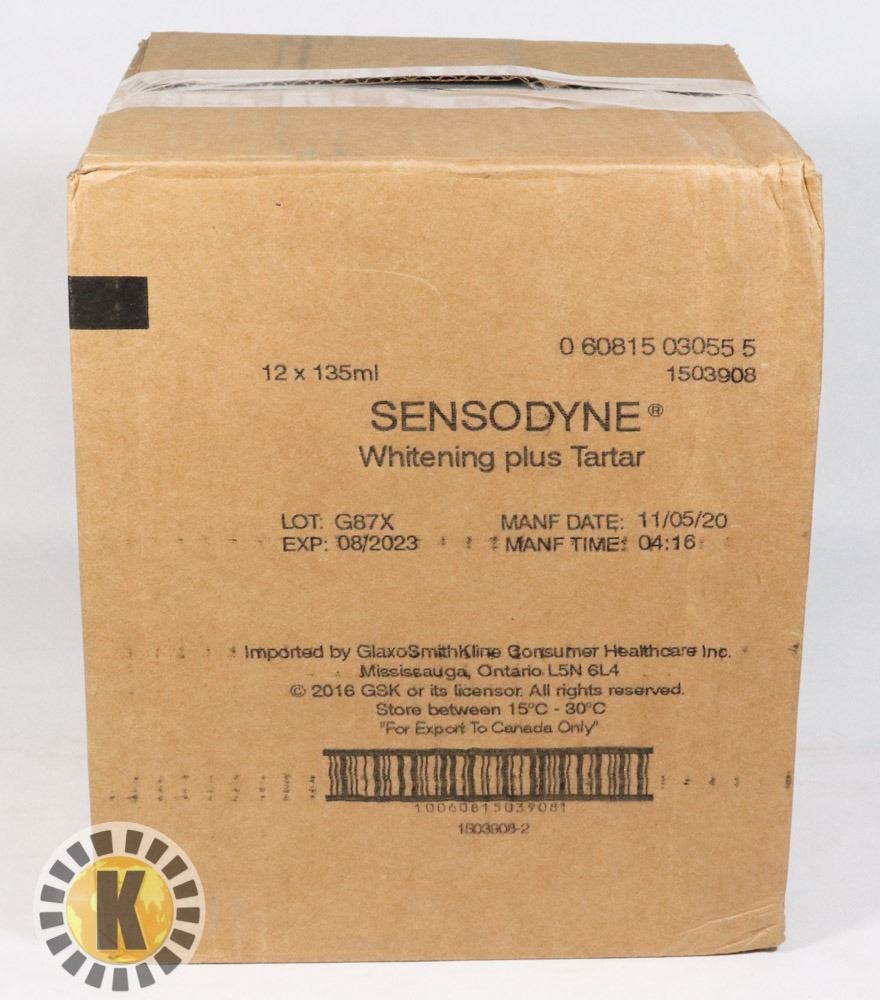 0 60815 03055 5
12 x 135ml 1503908
SENSODYNE®
Whitening plus Tartar
LOT: G87X MANF DATE: 11/05/20
EXP: 08/2023 MANF TIME: 04:16
Imported by GlaxoSmithKline Consumer Healthcare Inc.
Mississauga, Ontario L5N 6L4
© 2016 GSK or its licensor. All rights reserved.
Store between 15°C - 30°C
"For Export To Canada Only"
10060815039081
1503908-2
K